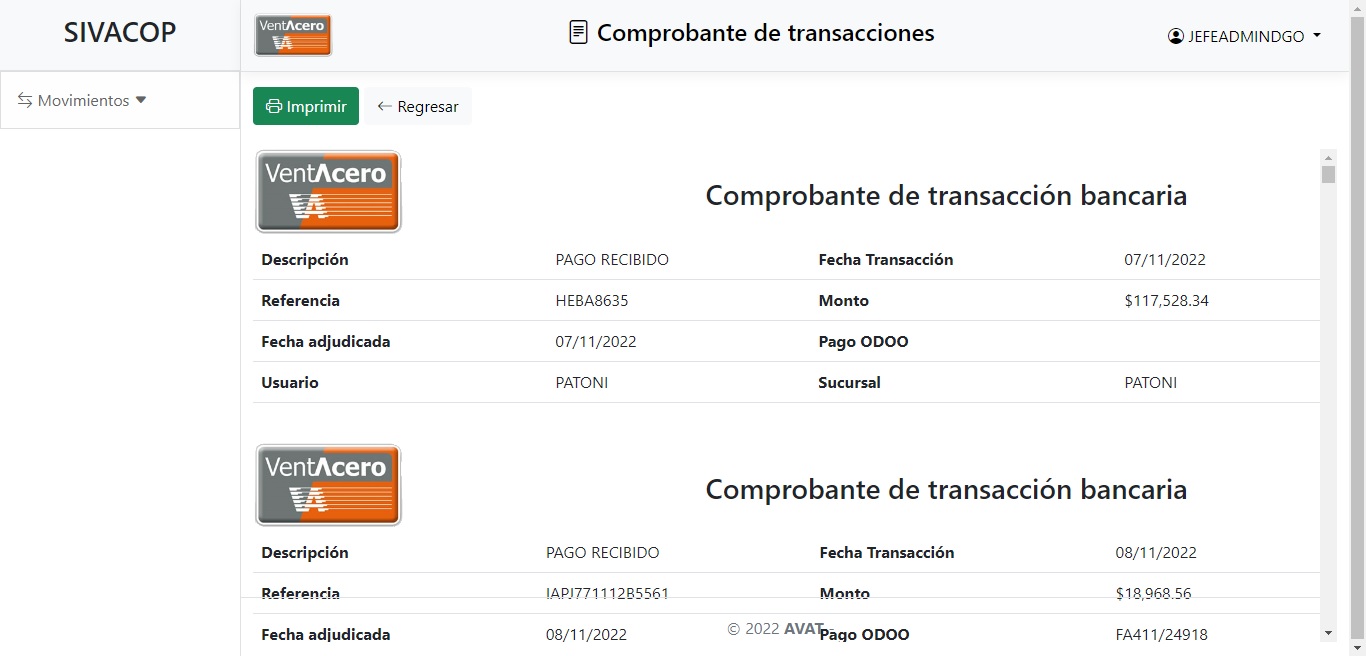 SIVACOP
VentAcero
VA
Comprobante de transacciones
JEFEADMINDGO
Movimientos
Imprimir
Regresar
VentAcero
VA
Comprobante de transacción bancaria
Descripción PAGO RECIBIDO Fecha Transacción 07/11/2022
Referencia HEBA8635 Monto $117,528.34
Fecha adjudicada 07/11/2022 Pago ODOO
Usuario PATONI Sucursal PATONI
VentAcero
VA
Comprobante de transacción bancaria
Descripción PAGO RECIBIDO Fecha Transacción 08/11/2022
Referencia IAPJ771112B5561 Monto $18,968.56
© 2022 AVAT -
Fecha adjudicada 08/11/2022 Pago ODOO FA411/24918